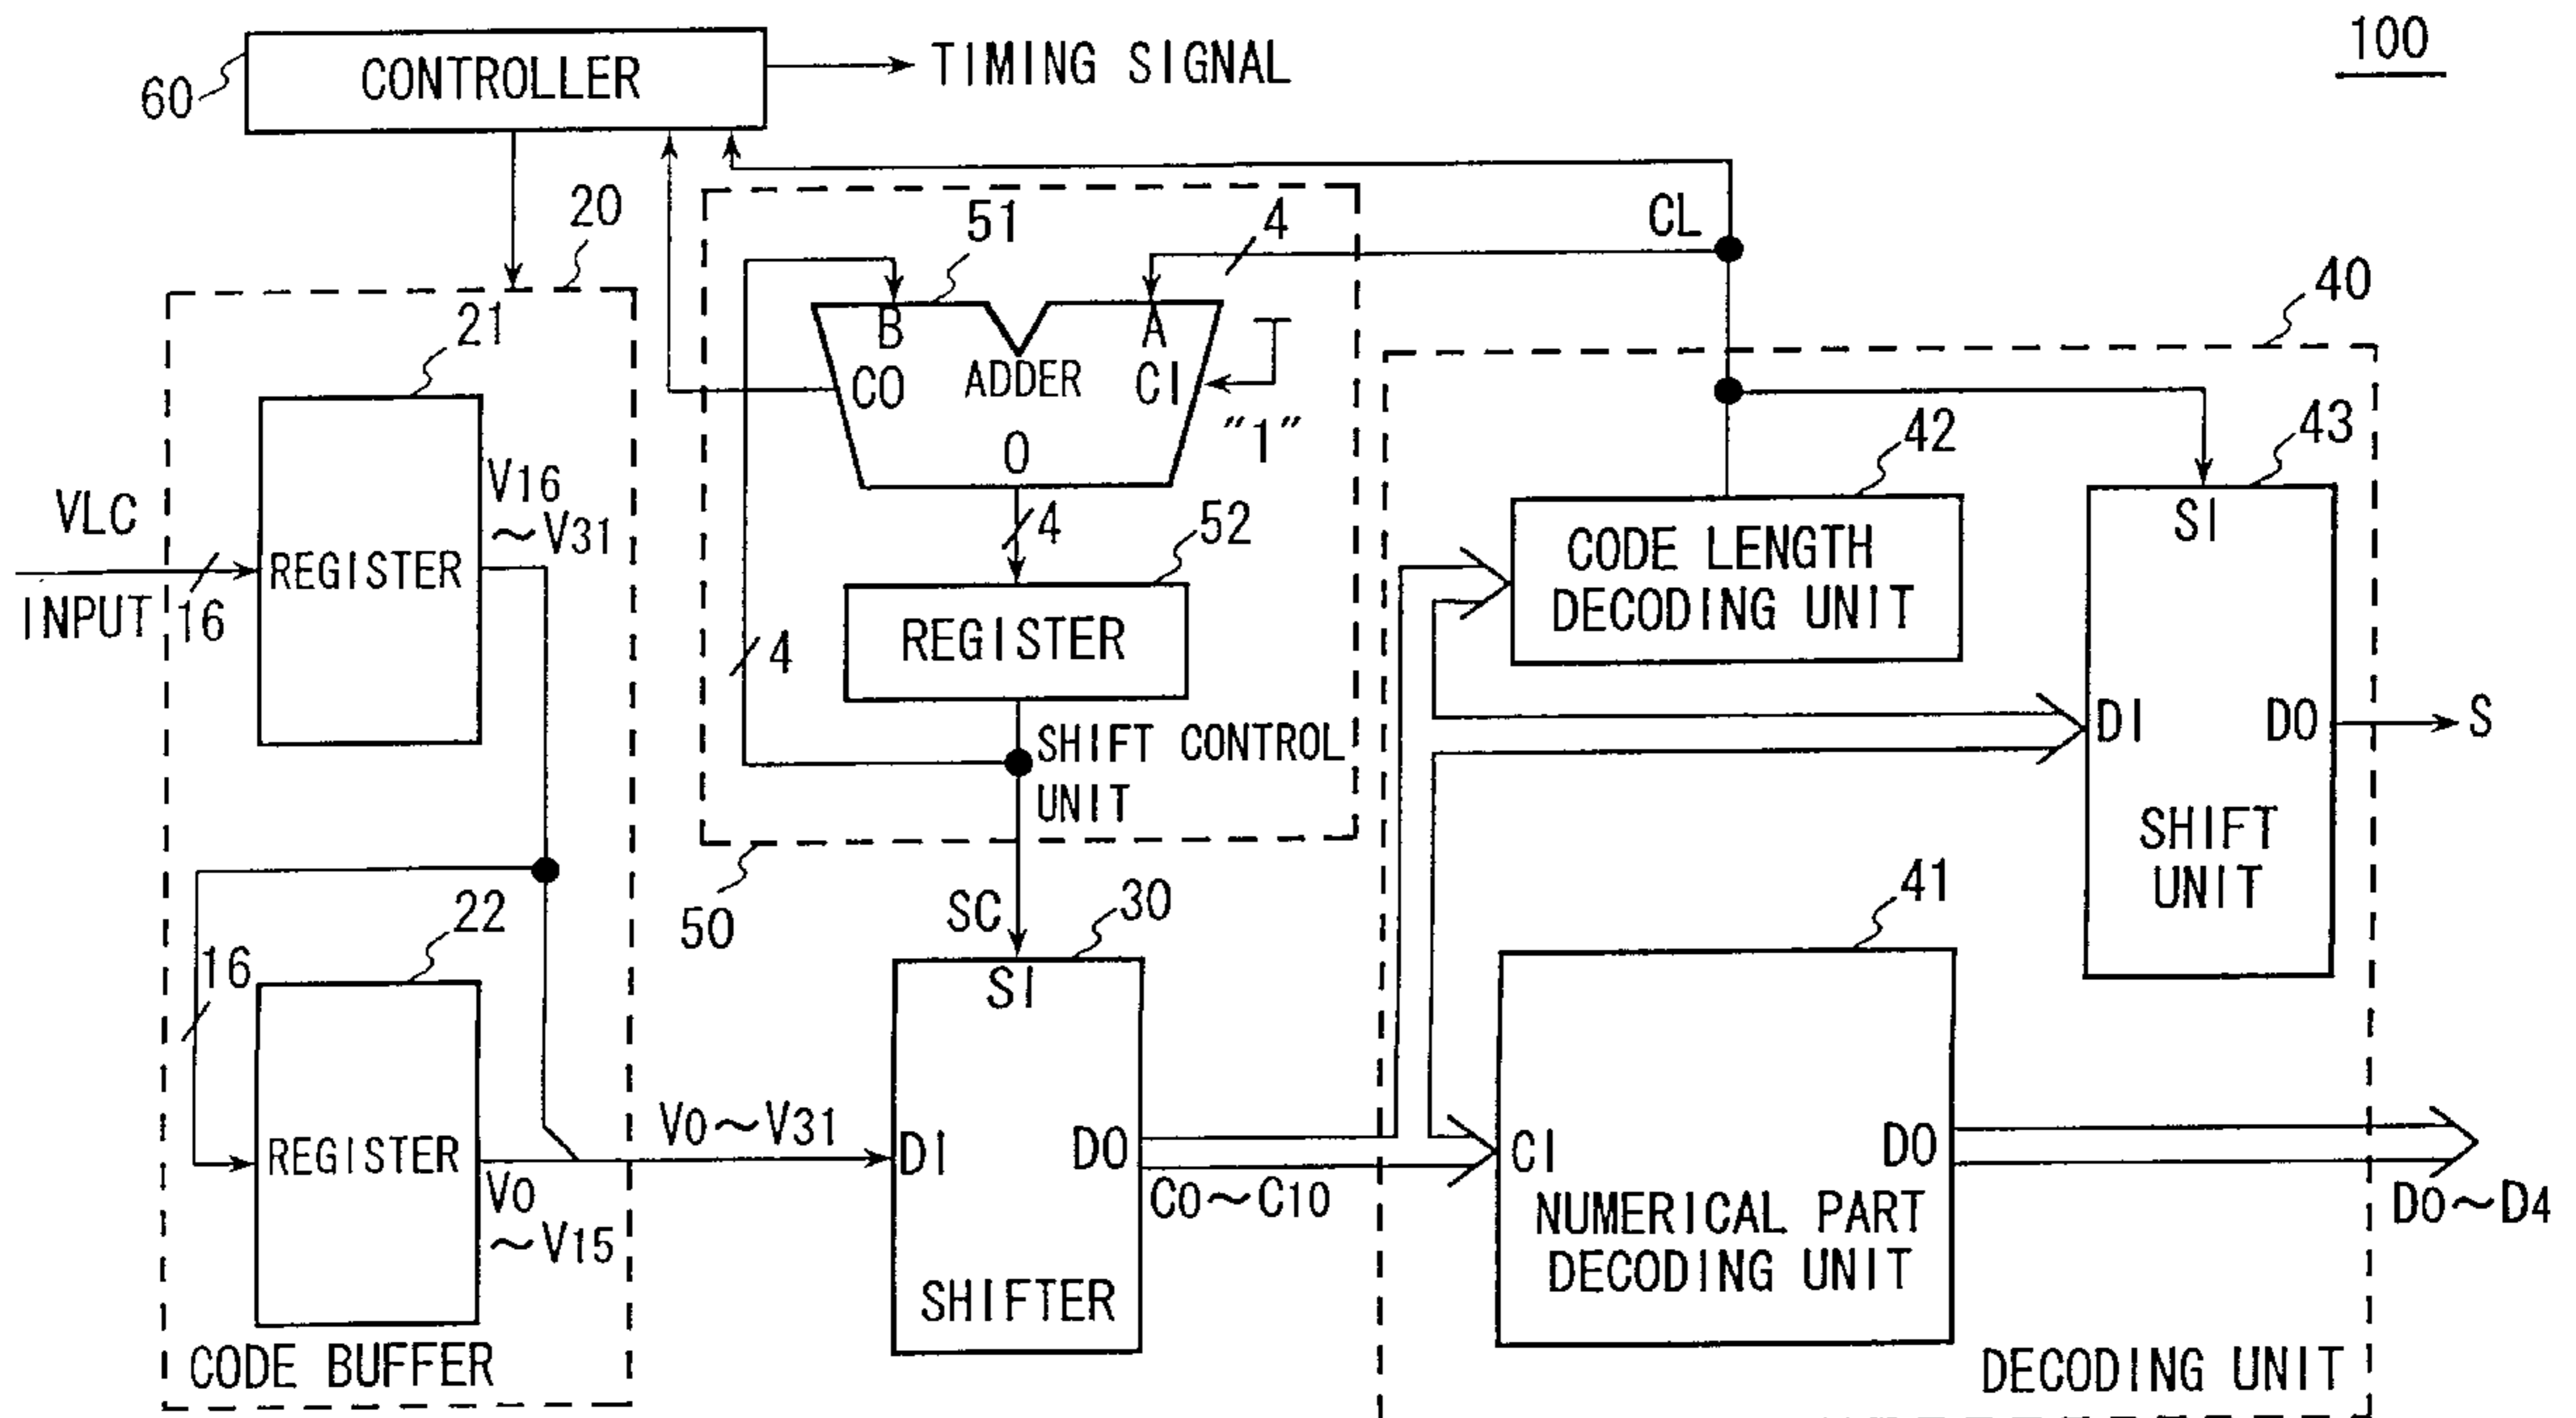 100
CONTROLLER
TIMING SIGNAL
60
20
51
4
CL
40
21
B
A
CO
ADDER
CI
"1"
O
42
43
V16
~V31
VLC
INPUT
16
REGISTER
4
52
REGISTER
4
SHIFT CONTROL
UNIT
CODE LENGTH
DECODING UNIT
SI
DI
DO
S
SHIFT
UNIT
22
16
50
SC
30
41
REGISTER
V0
~V15
V0~V31
SI
DI
DO
SHIFTER
C0~C10
CI
DO
NUMERICAL PART
DECODING UNIT
D0~D4
CODE BUFFER
DECODING UNIT